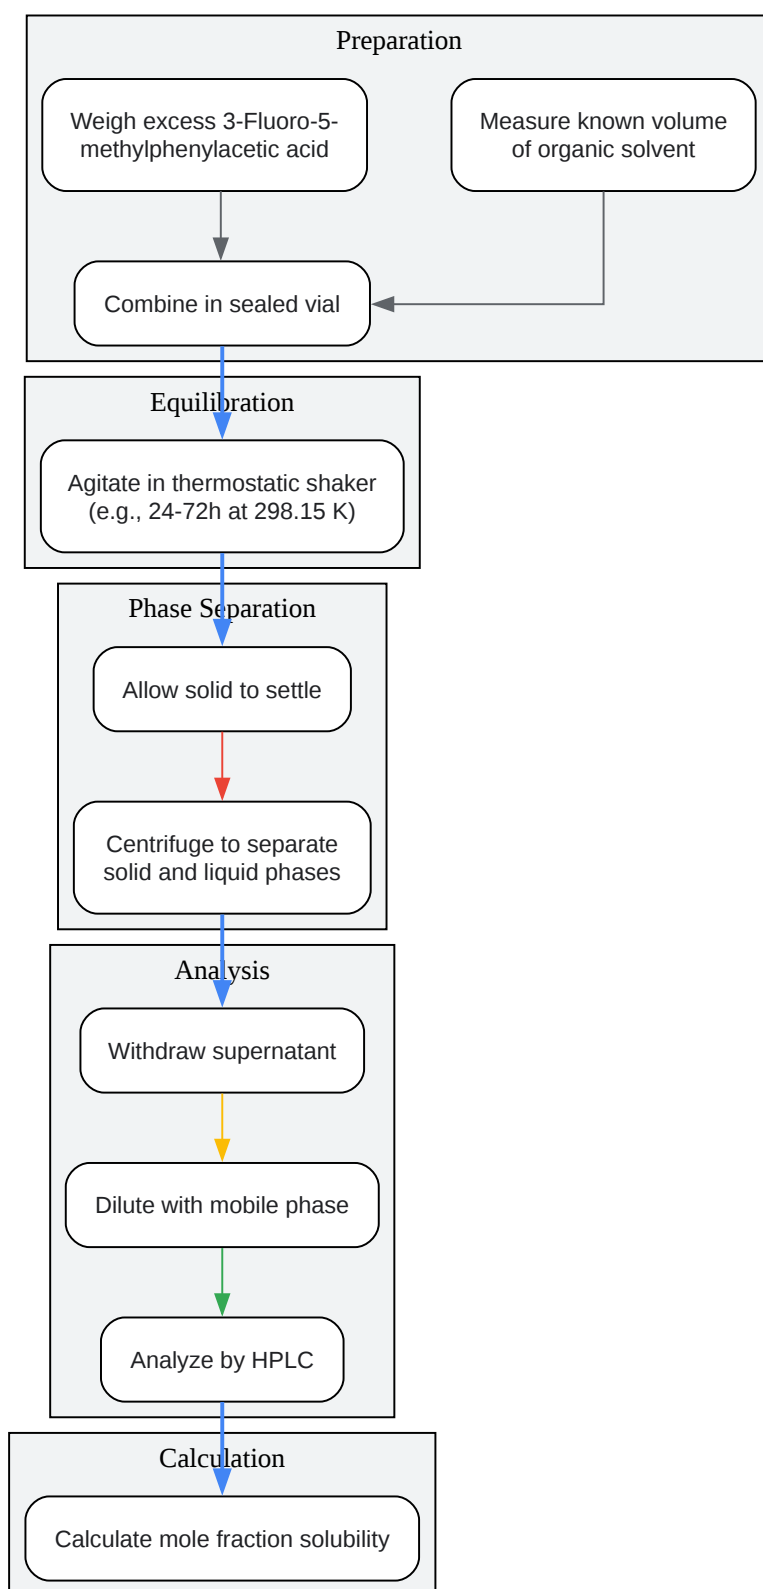 Preparation
Weigh excess 3-Fluoro-5-
methylphenylacetic acid
Measure known volume
of organic solvent
Combine in sealed vial
Equilibration
Agitate in thermostatic shaker
(e.g., 24-72h at 298.15 K)
Phase Separation
Allow solid to settle
Centrifuge to separate
solid and liquid phases
Analysis
Withdraw supernatant
Dilute with mobile phase
Analyze by HPLC
Calculation
Calculate mole fraction solubility